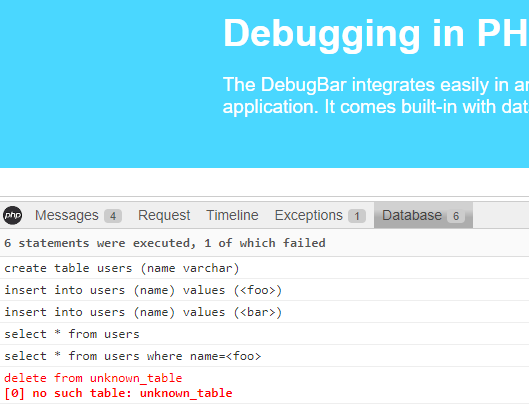 Debugging in PH
The DebugBar integrates easily in
application. It comes built-in with
php Messages 4 Request Timeline Exceptions 1 Database 6
6 statements were executed, 1 of which failed
create table users (name varchar)
insert into users (name) values (<foo>)
insert into users (name) values (<bar>)
select * from users
select * from users where name=<foo>
delete from unknown_table
[0] no such table: unknown_table